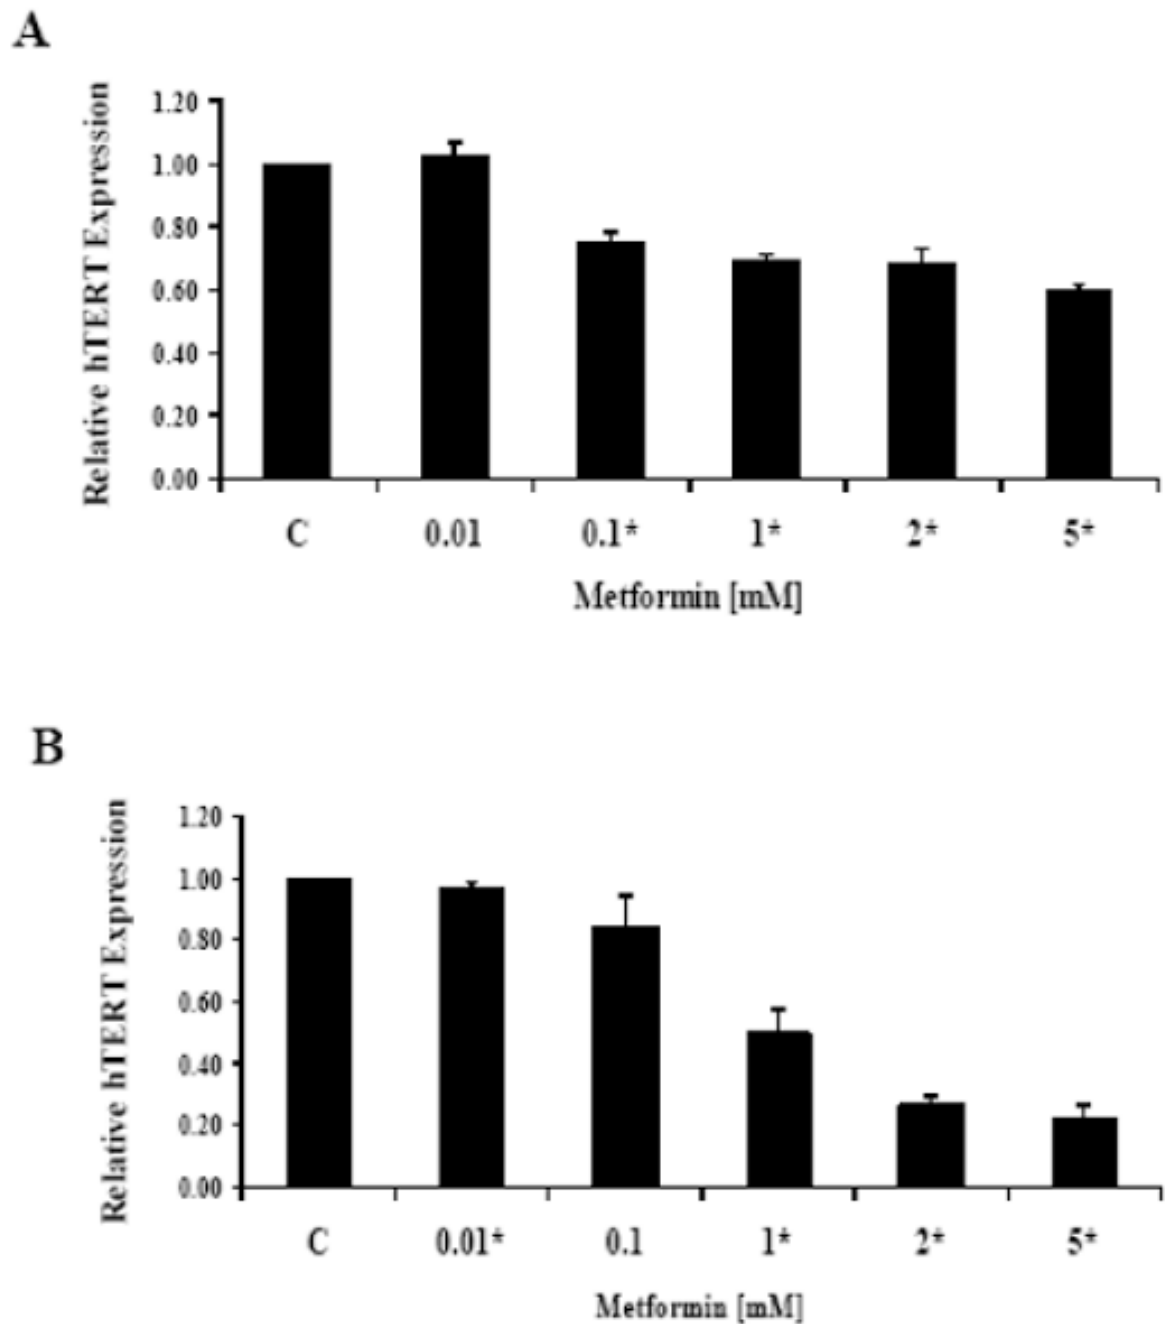 A
Relative hTERT Expression
1.20
1.00
0.80
0.60
0.40
0.20
0.00
C 0.01 0.1* 1* 2* 5*
Metformin [mM]
B
Relative hTERT Expression
1.20
1.00
0.80
0.60
0.40
0.20
0.00
C 0.01* 0.1 1* 2* 5*
Metformin [mM]